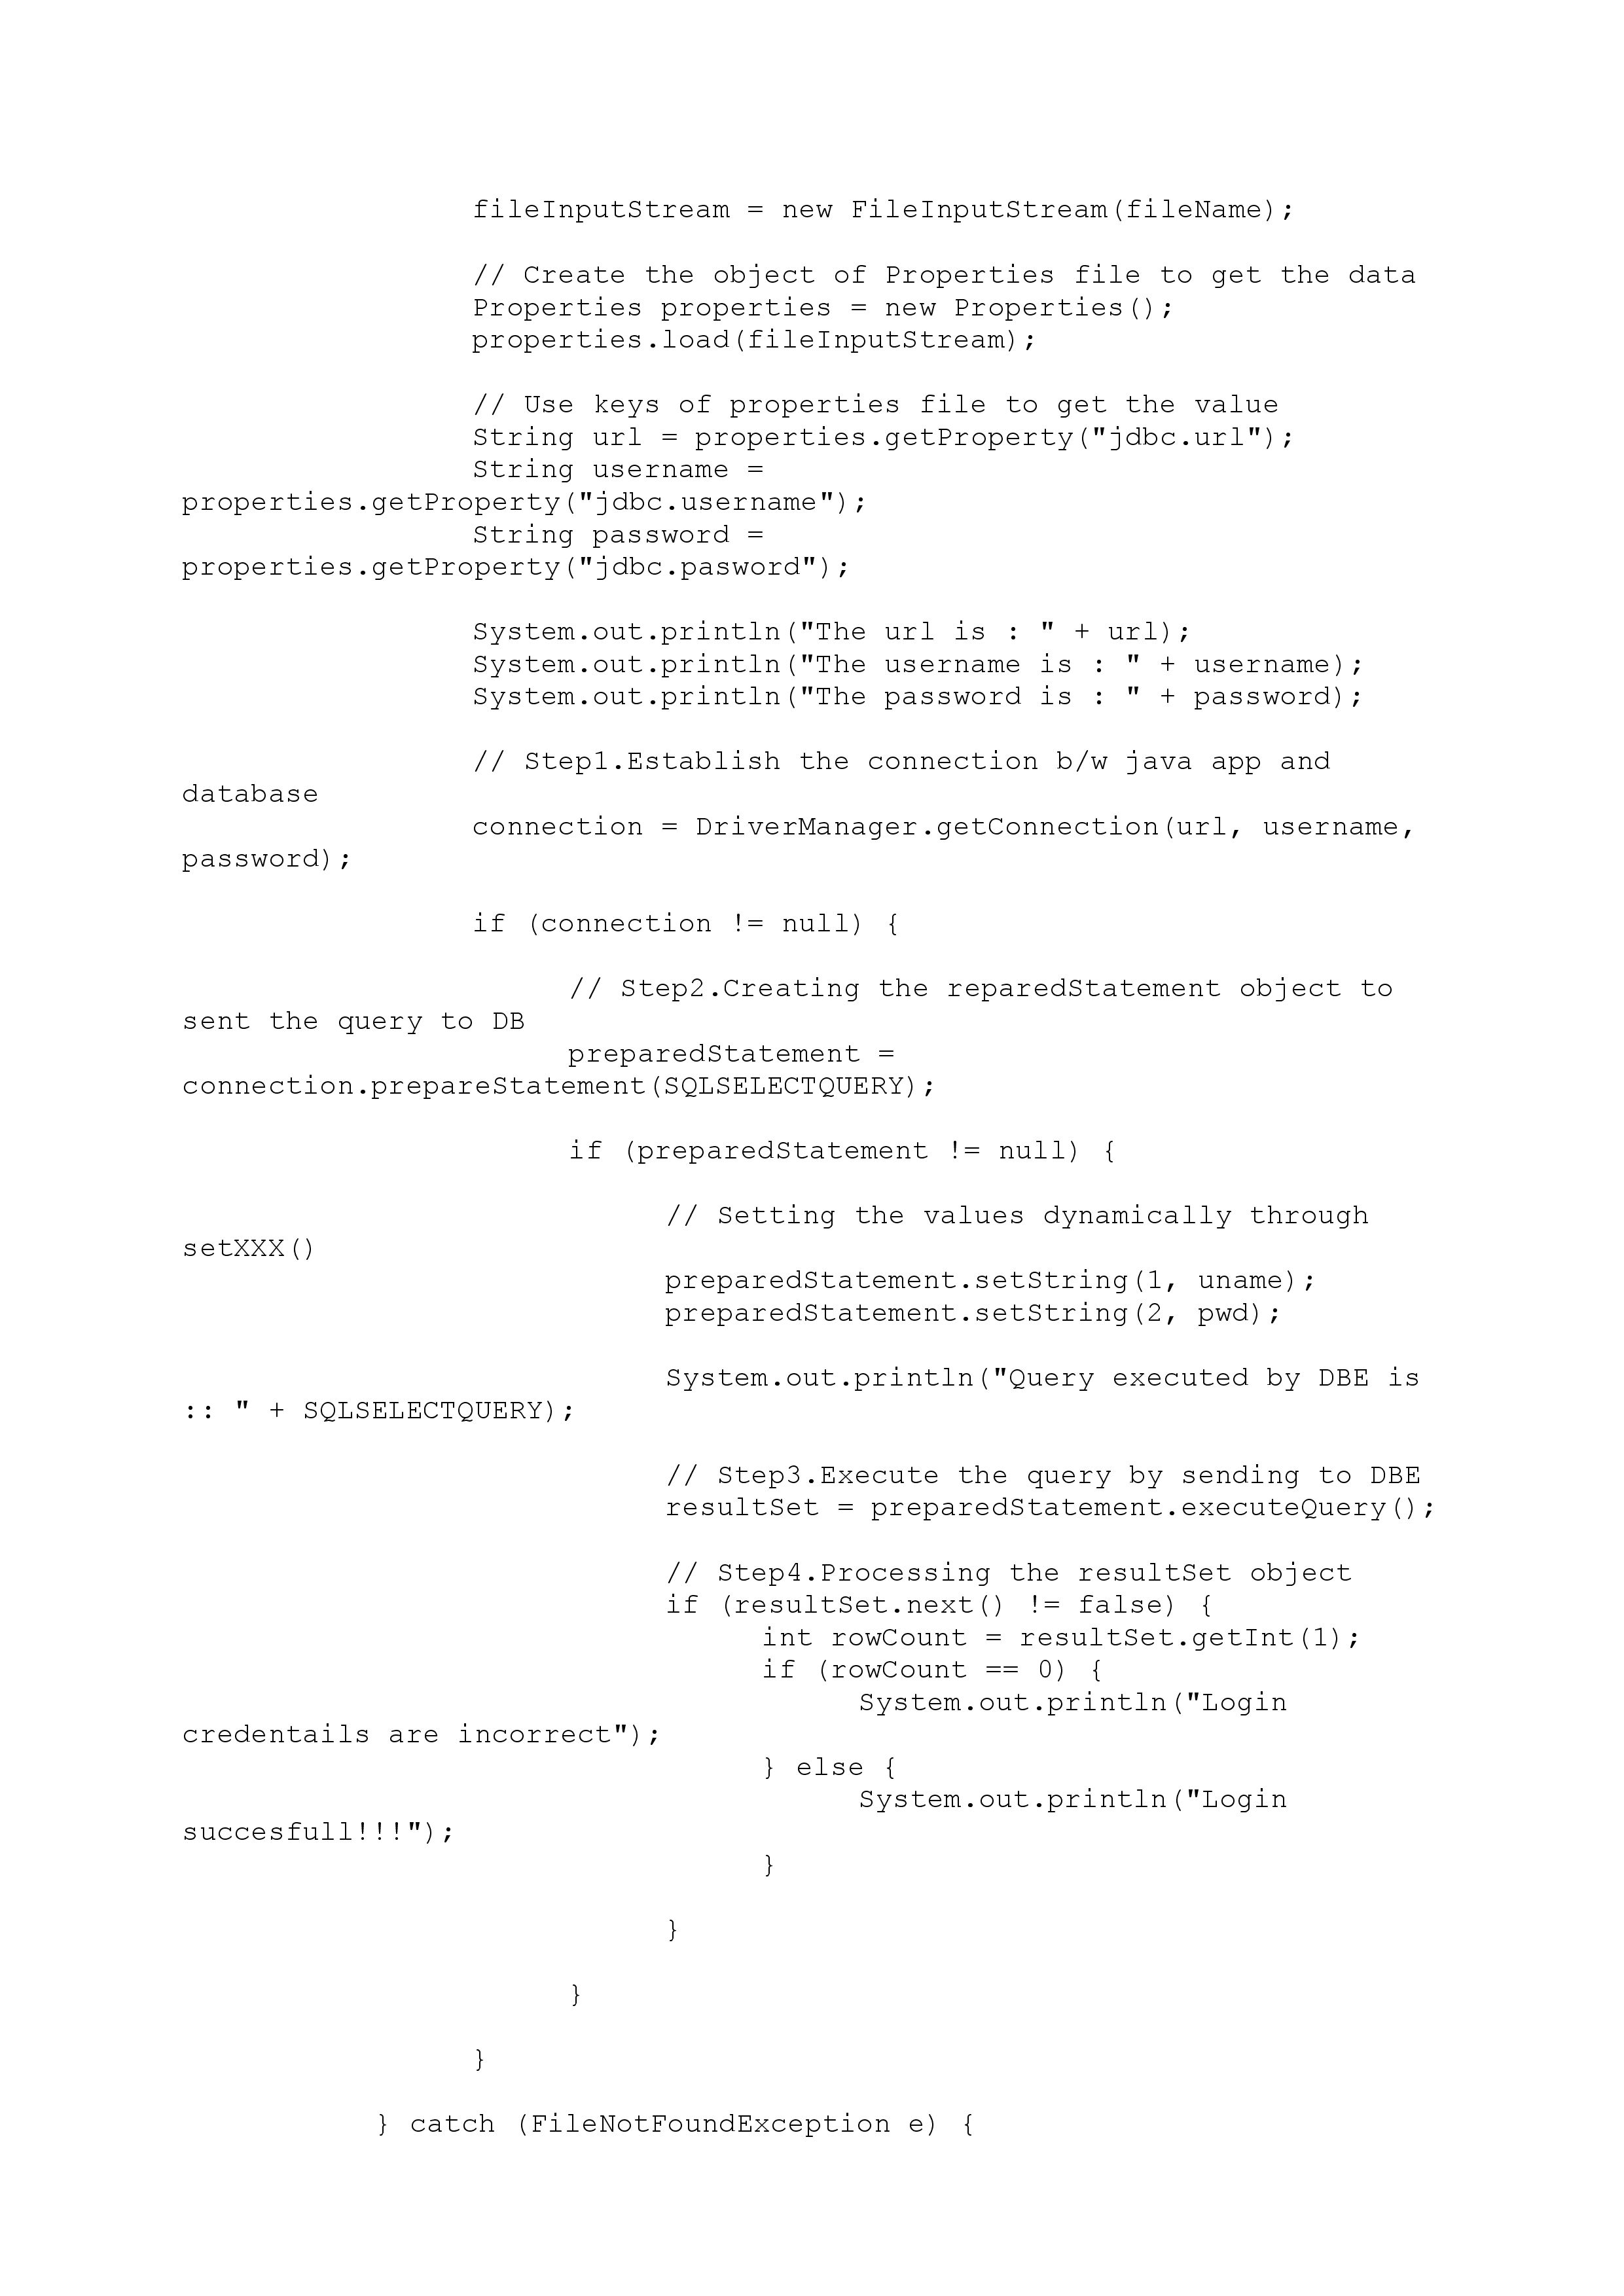 fileInputStream = new FileInputStream(fileName);
// Create the object of Properties file to get the data
Properties properties = new Properties();
properties.load(fileInputStream);
// Use keys of properties file to get the value
String url = properties.getProperty("jdbc.url");
String username =
properties.getProperty("jdbc.username");
String password =
properties.getProperty("jdbc.pasword");
System.out.println("The url is : " + url);
System.out.println("The username is : " + username);
System.out.println("The password is : " + password);
// Step1.Establish the connection b/w java app and
database
connection = DriverManager.getConnection(url, username,
password);
if (connection != null) {
// Step2.Creating the reparedStatement object to
sent the query to DB
preparedStatement =
connection.prepareStatement(SQLSELECTQUERY);
if (preparedStatement != null) {
// Setting the values dynamically through
setXXX()
preparedStatement.setString(1, uname);
preparedStatement.setString(2, pwd);
System.out.println("Query executed by DBE is
:: " + SQLSELECTQUERY);
// Step3.Execute the query by sending to DBE
resultSet = preparedStatement.executeQuery();
// Step4.Processing the resultSet object
if (resultSet.next() != false) {
int rowCount = resultSet.getInt(1);
if (rowCount == 0) {
System.out.println("Login
credentails are incorrect");
} else {
System.out.println("Login
succesfull!!!");
}
}
}
}
} catch (FileNotFoundException e) {